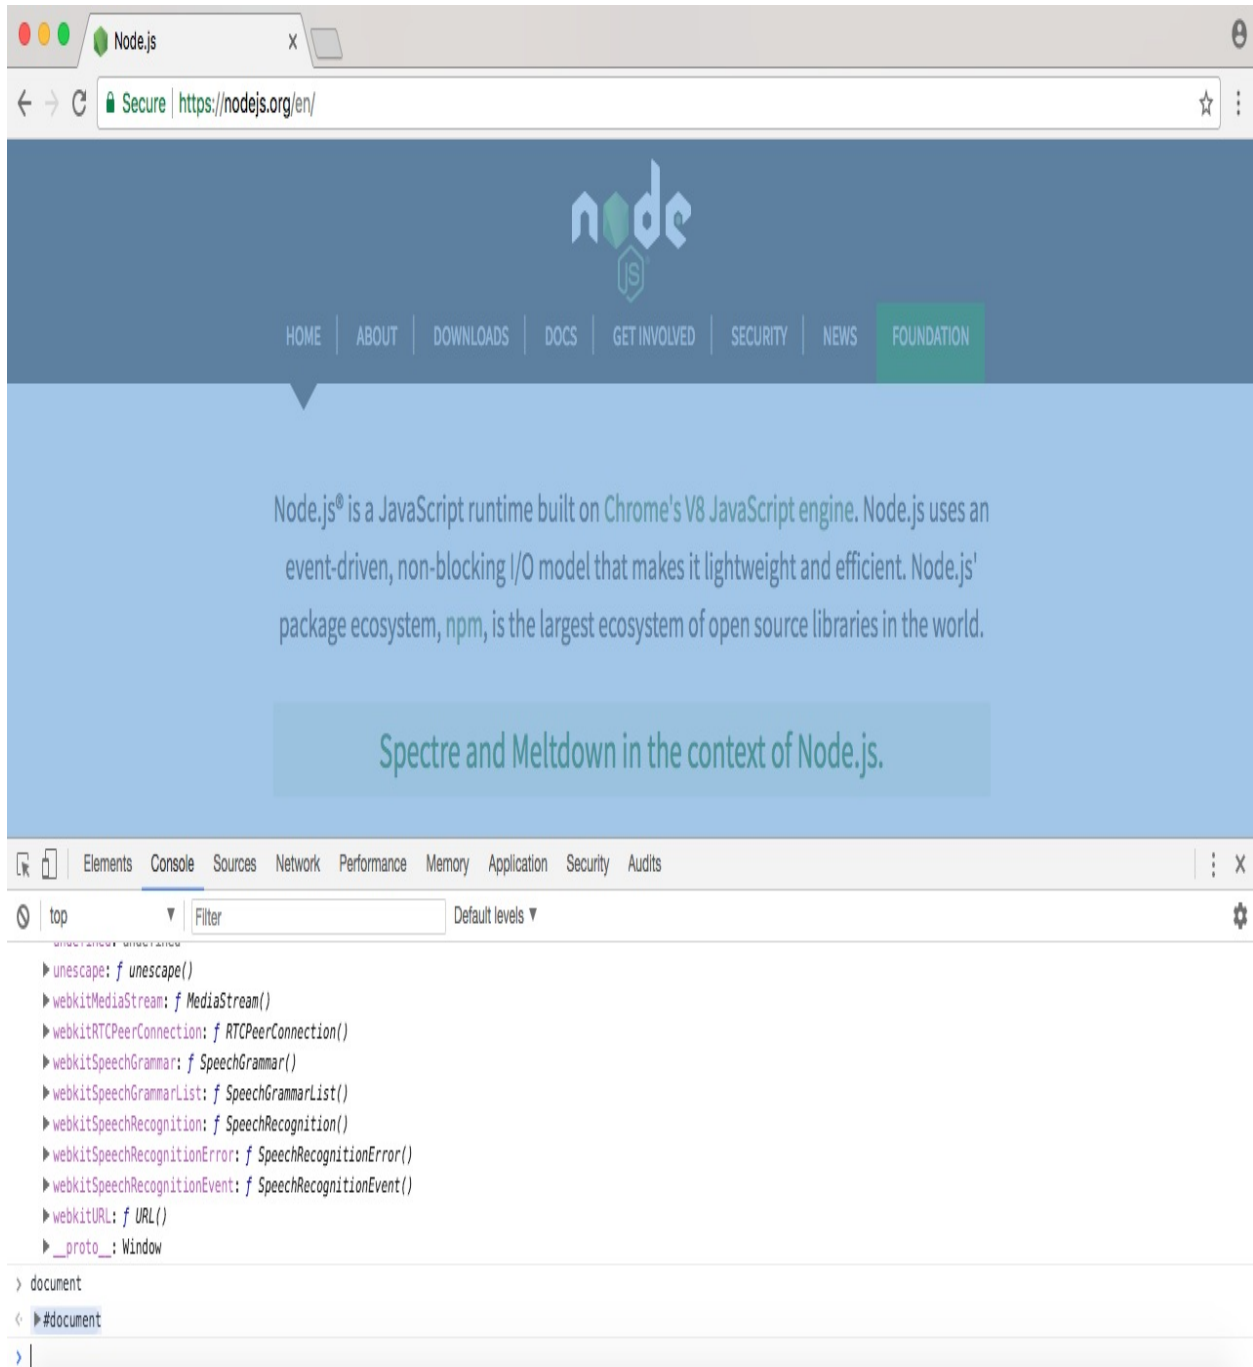 Node.js
Secure https://nodejs.org/en/
node
JS
HOME ABOUT DOWNLOADS DOCS GET INVOLVED SECURITY NEWS FOUNDATION
Node.js® is a JavaScript runtime built on Chrome's V8 JavaScript engine. Node.js uses an
event-driven, non-blocking I/O model that makes it lightweight and efficient. Node.js'
package ecosystem, npm, is the largest ecosystem of open source libraries in the world.
Spectre and Meltdown in the context of Node.js.
Elements Console Sources Network Performance Memory Application Security Audits
top Filter Default levels ▼
undefined: undefined
▶ unescape: ƒ unescape()
▶ webkitMediaStream: ƒ MediaStream()
▶ webkitRTCPeerConnection: ƒ RTCPeerConnection()
▶ webkitSpeechGrammar: ƒ SpeechGrammar()
▶ webkitSpeechGrammarList: ƒ SpeechGrammarList()
▶ webkitSpeechRecognition: ƒ SpeechRecognition()
▶ webkitSpeechRecognitionError: ƒ SpeechRecognitionError()
▶ webkitSpeechRecognitionEvent: ƒ SpeechRecognitionEvent()
▶ webkitURL: ƒ URL()
▶ __proto__: Window
> document
▶ #document
>